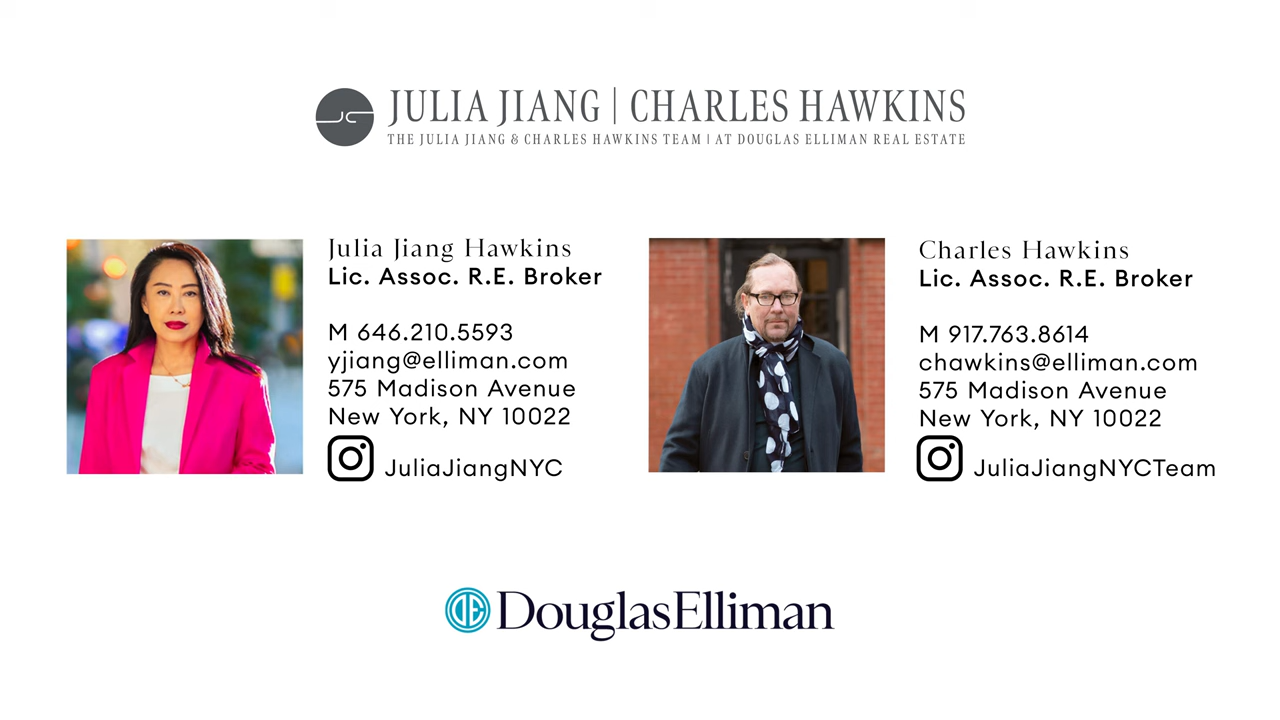 JULIA JIANG | CHARLES HAWKINS
THE JULIA JIANG & CHARLES HAWKINS TEAM | AT DOUGLAS ELLIMAN REAL ESTATE
Julia Jiang Hawkins
Lic. Assoc. R.E. Broker
M 646.210.5593
yjiang@elliman.com
575 Madison Avenue
New York, NY 10022
JuliaJiangNYC
Charles Hawkins
Lic. Assoc. R.E. Broker
M 917.763.8614
chawkins@elliman.com
575 Madison Avenue
New York, NY 10022
JuliaJiangNYCTeam
DE DouglasElliman